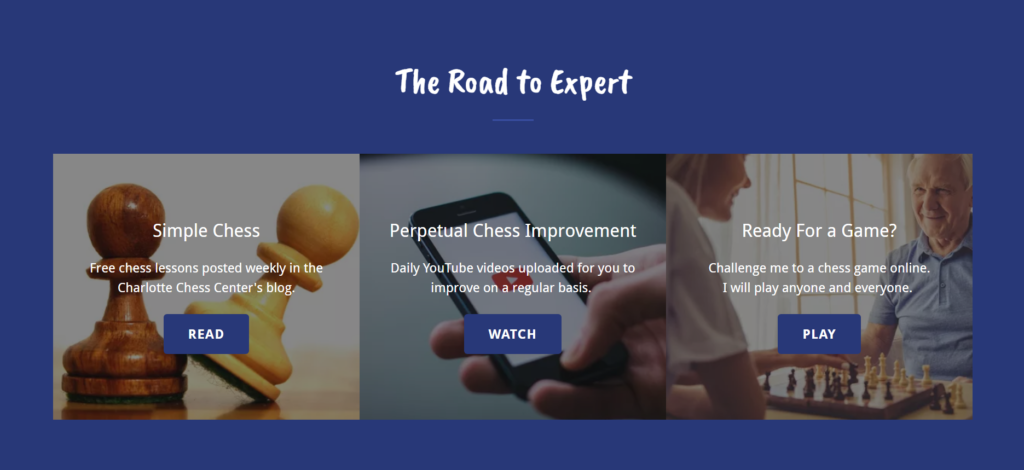 The Road to Expert
Simple Chess
Free chess lessons posted weekly in the
Charlotte Chess Center's blog.
READ
Perpetual Chess Improvement
Daily YouTube videos uploaded for you to
improve on a regular basis.
WATCH
Ready For a Game?
Challenge me to a chess game online.
I will play anyone and everyone.
PLAY